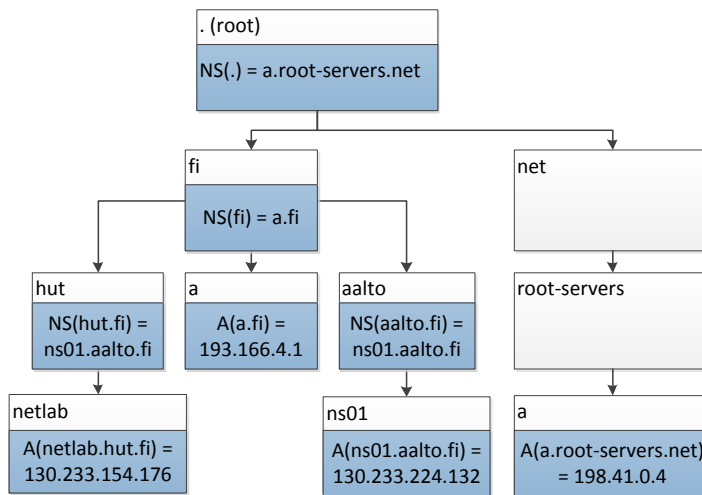 . (root)
NS(.) = a.root-servers.net
fi
NS(fi) = a.fi
net
hut
NS(hut.fi) =
ns01.aalto.fi
a
A(a.fi) =
193.166.4.1
aalto
NS(aalto.fi) =
ns01.aalto.fi
root-servers
netlab
A(netlab.hut.fi) =
130.233.154.176
ns01
A(ns01.aalto.fi) =
130.233.224.132
a
A(a.root-servers.net)
= 198.41.0.4